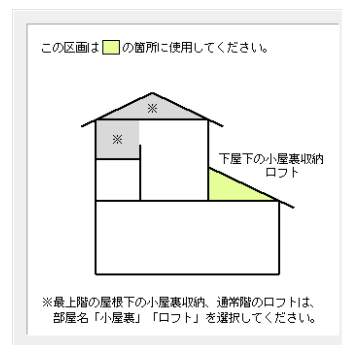 この区画は の箇所に使用してください。
※
※
下屋下の小屋裏収納
ロフト
※最上階の屋根下の小屋裏収納、通常階のロフトは、
部屋名「小屋裏」「ロフト」を選択してください。